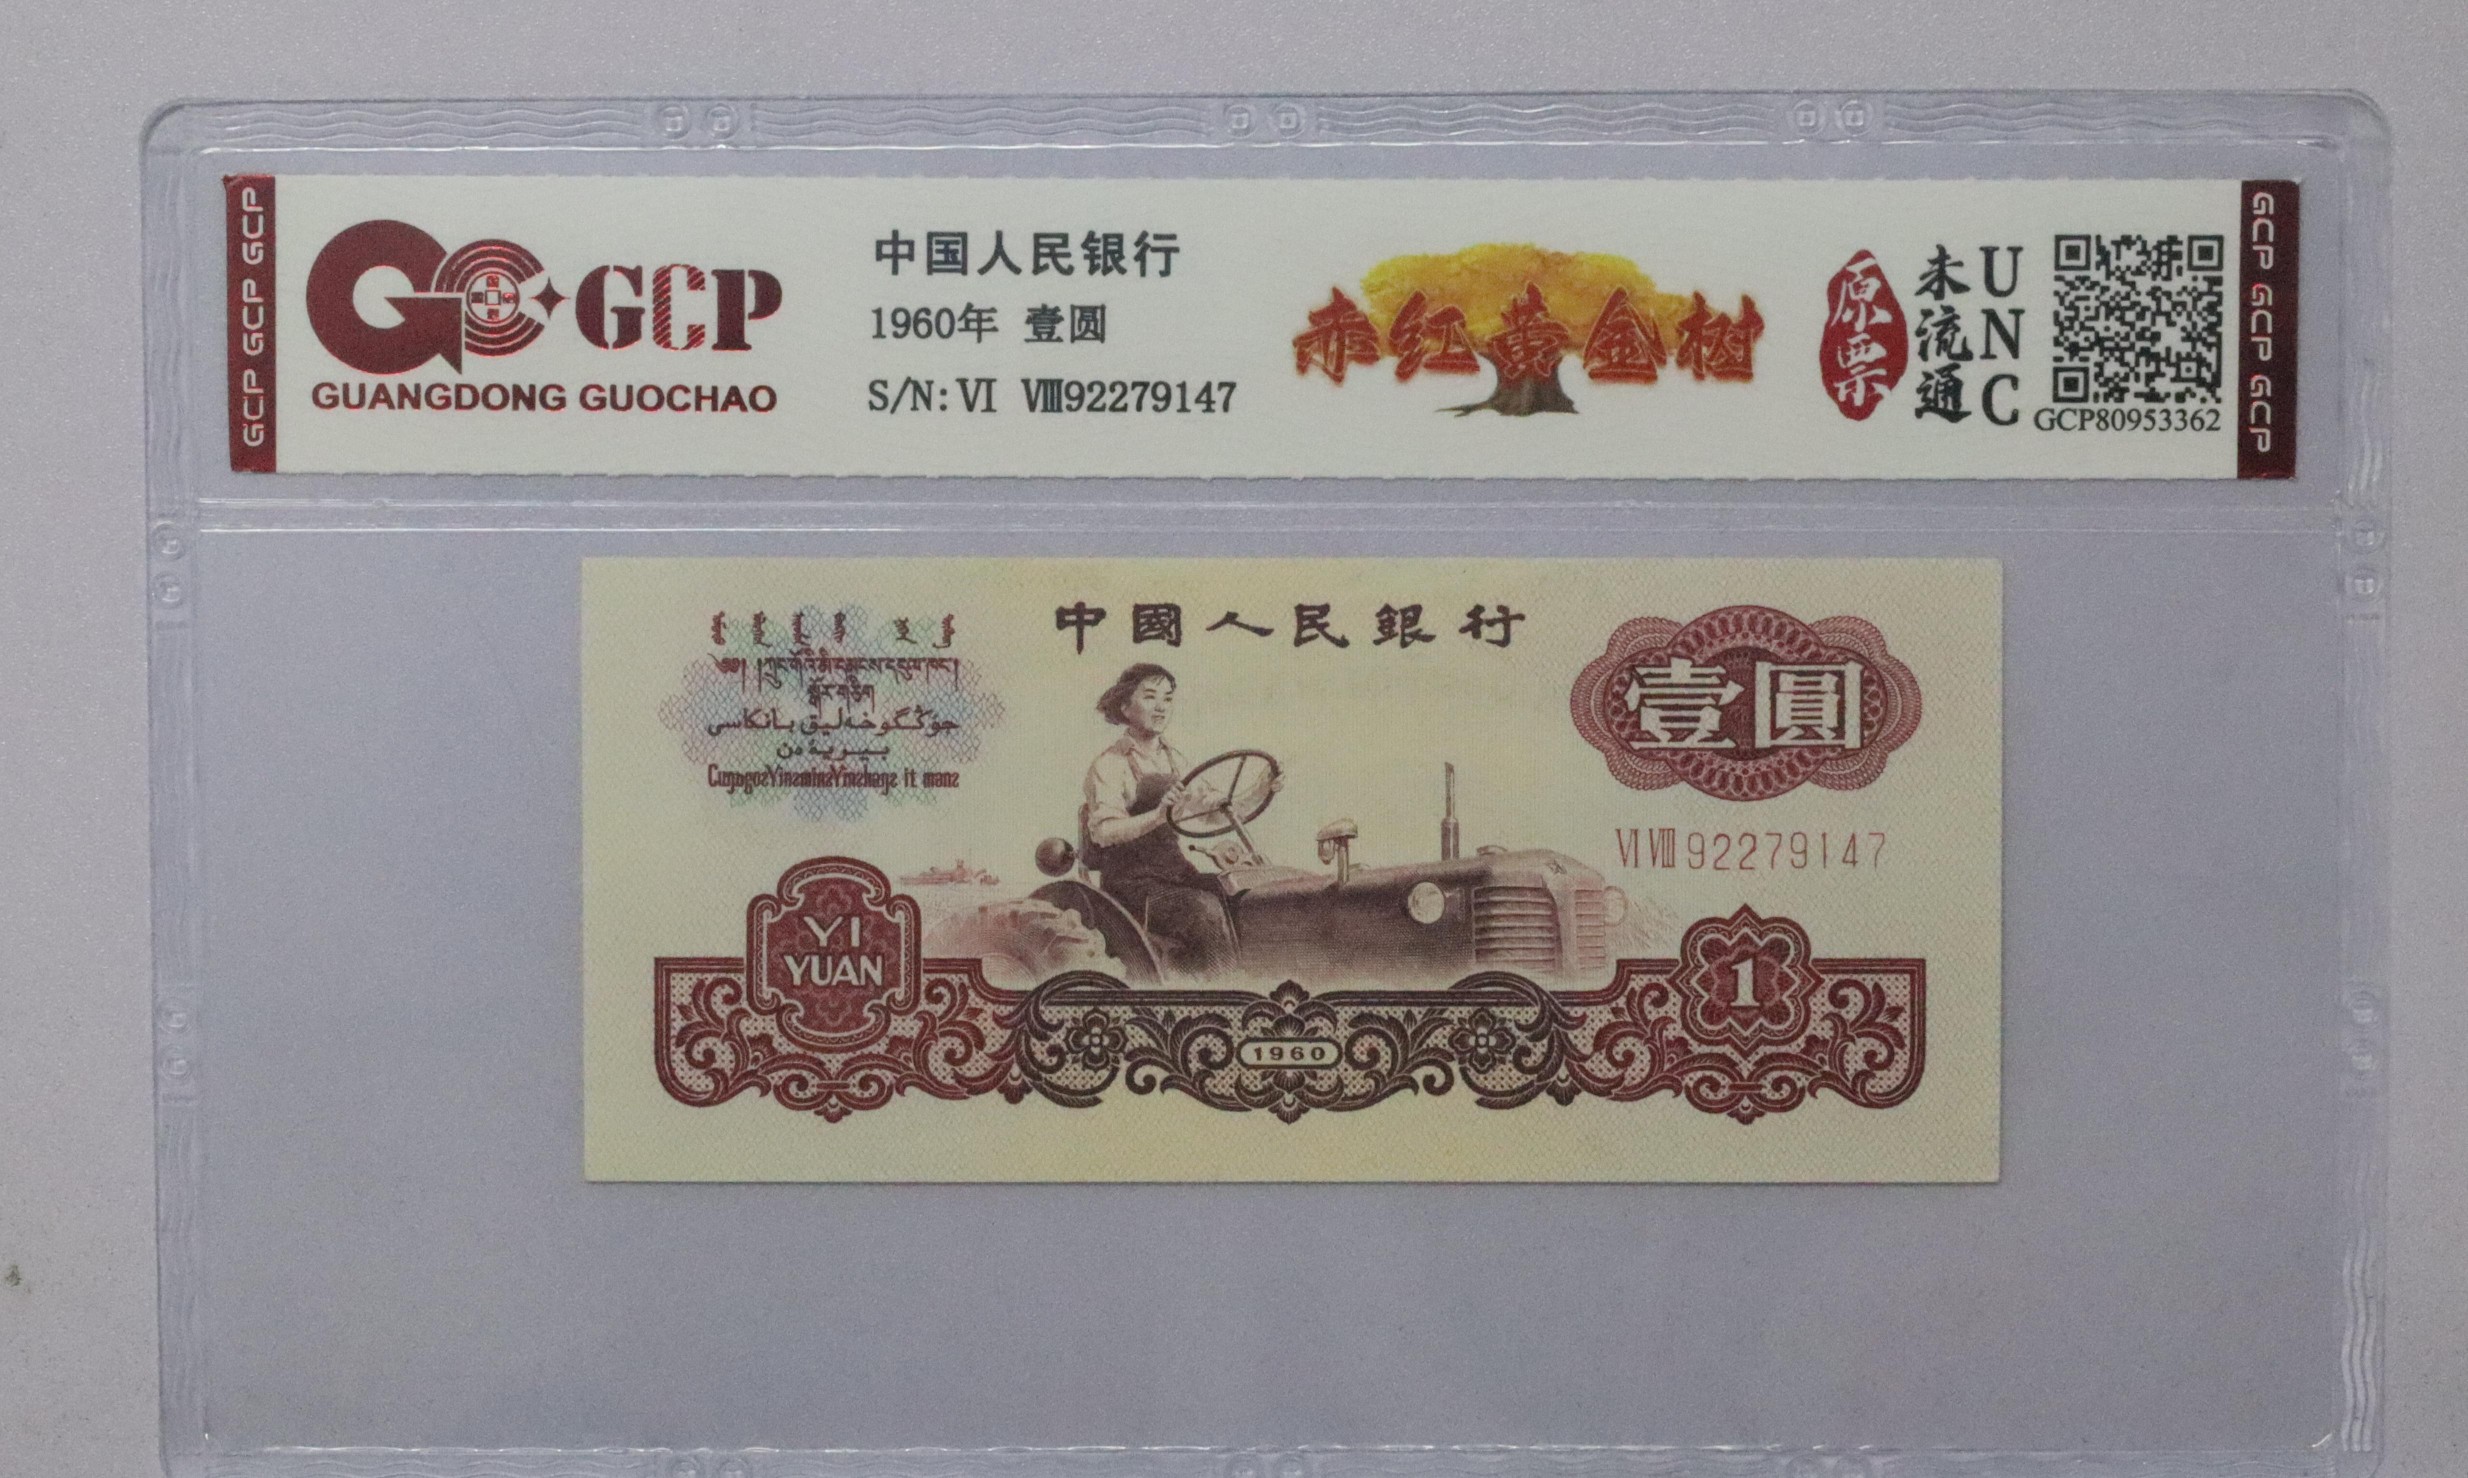 GCP GCP GCP
GCP
GUANGDONG GUOCHAO
中国人民银行
1960年 壹圆
S/N: VI VIII92279147
赤红黄金树
原票
未流通
UNC
GCP80953362
GCP GCP GCP
中國人民銀行
壹圓
VI VIII 92279147
YI
YUAN
1960
1